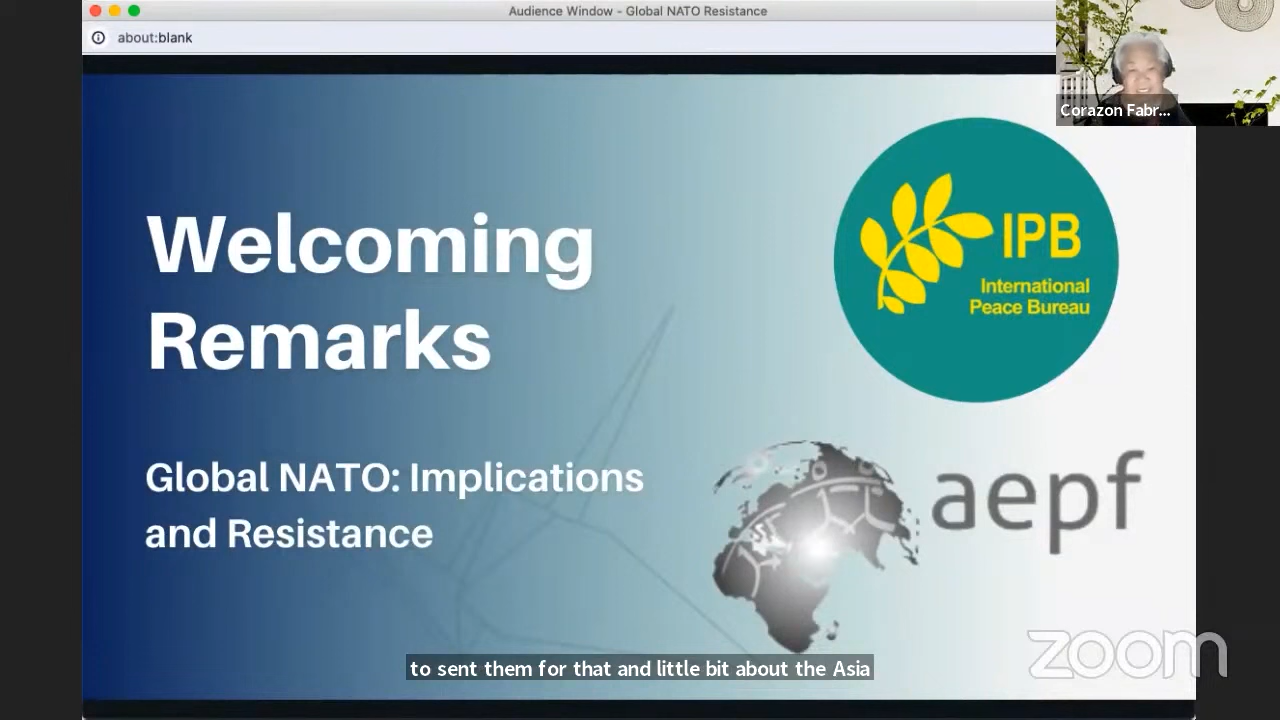 Audience Window - Global NATO Resistance
about:blank
Corazon Fabr...
Welcoming
Remarks
IPB
International
Peace Bureau
Global NATO: Implications
and Resistance
aepf
zoom
to sent them for that and little bit about the Asia